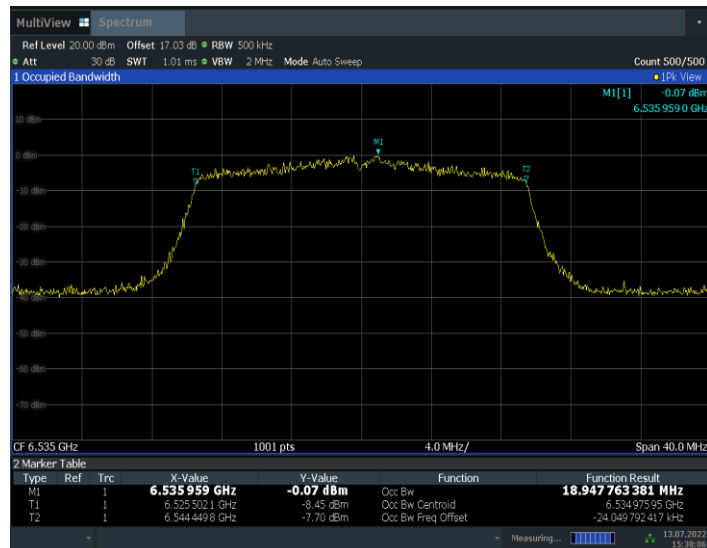 MultiView Spectrum
Ref Level 20.00 dBm Offset 17.03 dB RBW 500 kHz
Att 30 dB SWT 1.01 ms VBW 2 MHz Mode Auto Sweep Count 500/500
1 Occupied Bandwidth 1Pk View
M1[1] -0.07 dBm
6.535 959 0 GHz
10 dBm
M1
0 dBm
T1 T2
-10 dBm
-20 dBm
-30 dBm
-40 dBm
-50 dBm
-60 dBm
-70 dBm
CF 6.535 GHz 1001 pts 4.0 MHz/ Span 40.0 MHz
2 Marker Table
Type Ref Trc X-Value Y-Value Function Function Result
M1 1 6.535 959 GHz -0.07 dBm Occ Bw 18.947 763 381 MHz
T1 1 6.525 502 1 GHz -8.45 dBm Occ Bw Centroid 6.534 975 95 GHz
T2 1 6.544 449 8 GHz -7.70 dBm Occ Bw Freq Offset -24.049 792 417 kHz
Measuring... 13.07.2022
15:38:06